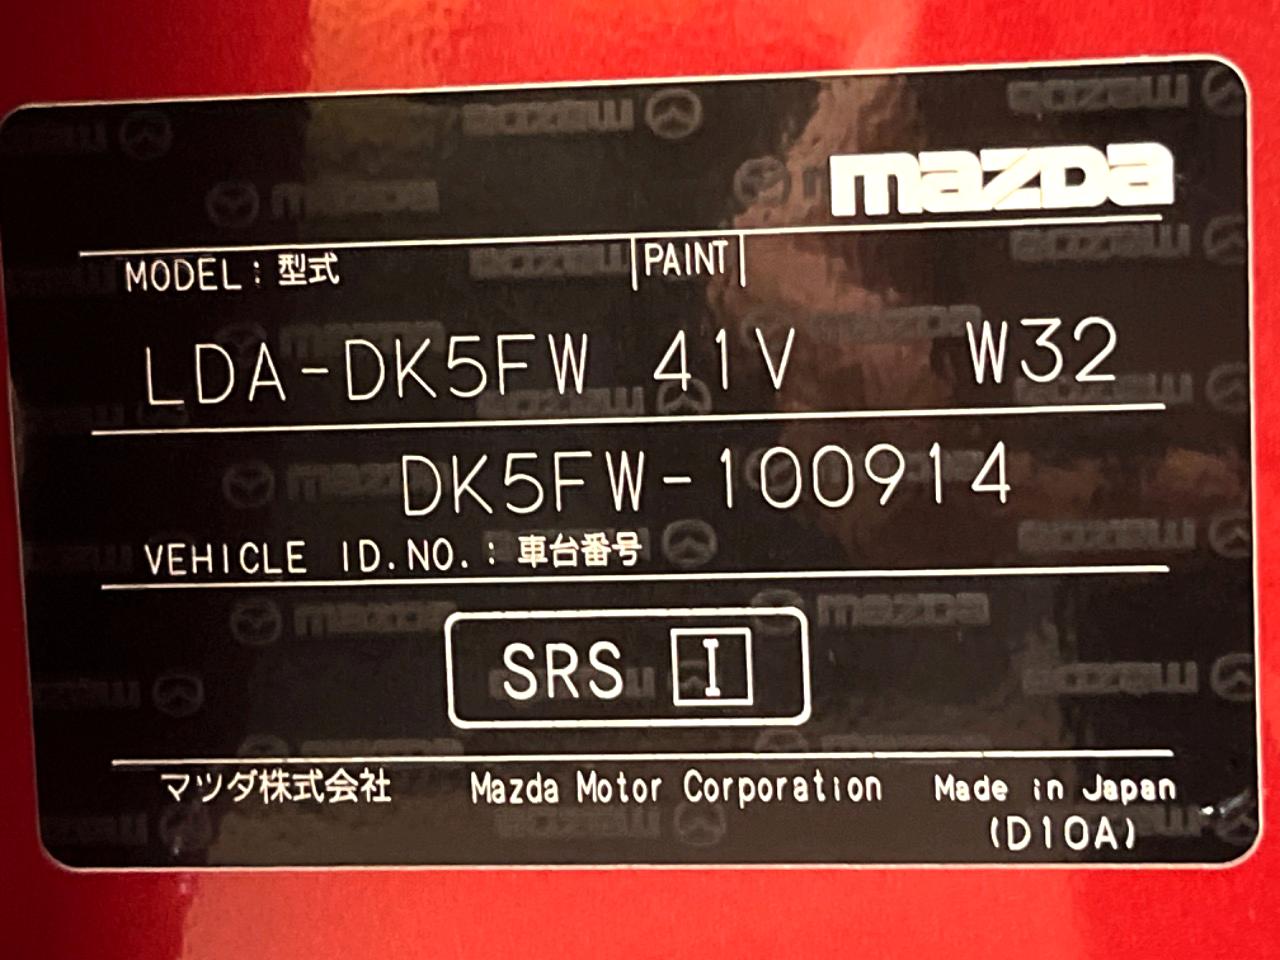 mazda
MODEL : 型式 PAINT
LDA-DK5FW 41V W32
DK5FW-100914
VEHICLE ID.NO. : 車台番号
SRS I
マツダ株式会社 Mazda Motor Corporation Made in Japan
(D10A)